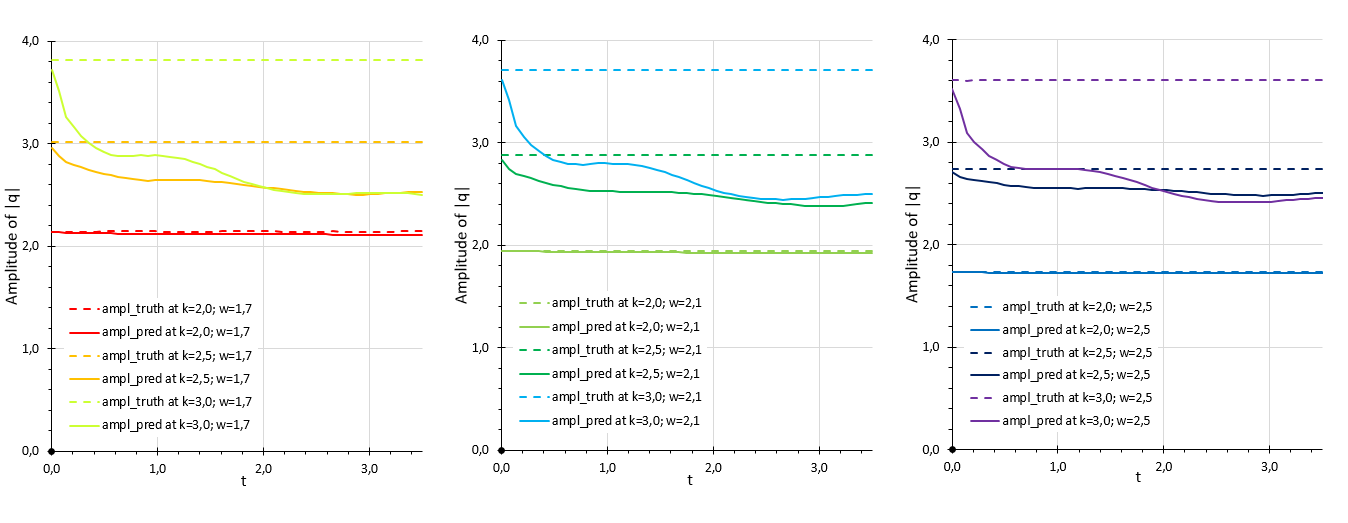 4,0
3,0
2,0
1,0
0,0
Amplitude of |q|
ampl_truth at k=2,0; w=1,7
ampl_pred at k=2,0; w=1,7
ampl_truth at k=2,5; w=1,7
ampl_pred at k=2,5; w=1,7
ampl_truth at k=3,0; w=1,7
ampl_pred at k=3,0; w=1,7
0,0 1,0 2,0 3,0
t
4,0
3,0
2,0
1,0
0,0
Amplitude of |q|
ampl_truth at k=2,0; w=2,1
ampl_pred at k=2,0; w=2,1
ampl_truth at k=2,5; w=2,1
ampl_pred at k=2,5; w=2,1
ampl_truth at k=3,0; w=2,1
ampl_pred at k=3,0; w=2,1
0,0 1,0 2,0 3,0
t
4,0
3,0
2,0
1,0
0,0
Amplitude of |q|
ampl_truth at k=2,0; w=2,5
ampl_pred at k=2,0; w=2,5
ampl_truth at k=2,5; w=2,5
ampl_pred at k=2,5; w=2,5
ampl_truth at k=3,0; w=2,5
ampl_pred at k=3,0; w=2,5
0,0 1,0 2,0 3,0
t